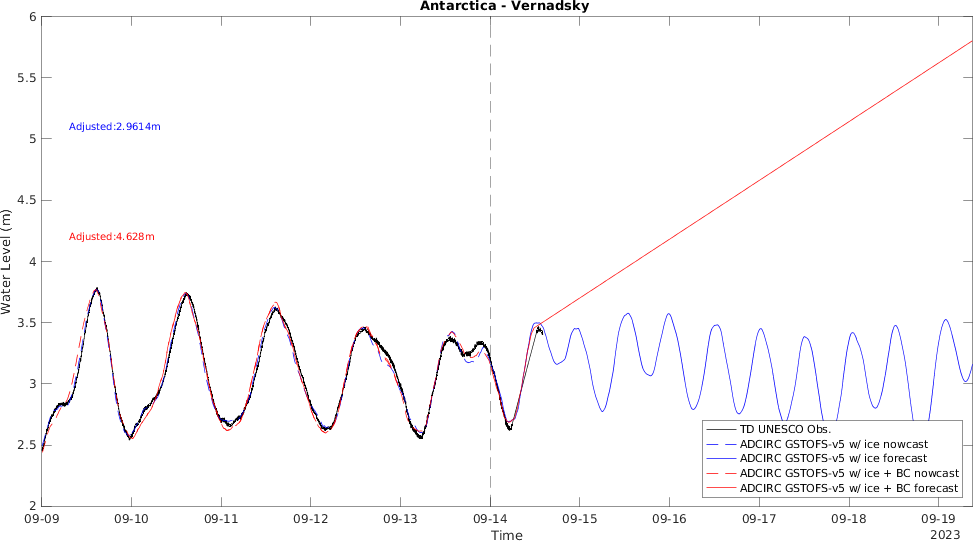 Antarctica - Vernadsky
6
5.5
5
4.5
4
3.5
3
2.5
2
Water Level (m)
Adjusted:2.9614m
Adjusted:4.628m
TD UNESCO Obs.
ADCIRC GSTOFS-v5 w/ ice nowcast
ADCIRC GSTOFS-v5 w/ ice forecast
ADCIRC GSTOFS-v5 w/ ice + BC nowcast
ADCIRC GSTOFS-v5 w/ ice + BC forecast
09-09 09-10 09-11 09-12 09-13 09-14 09-15 09-16 09-17 09-18 09-19
Time
2023